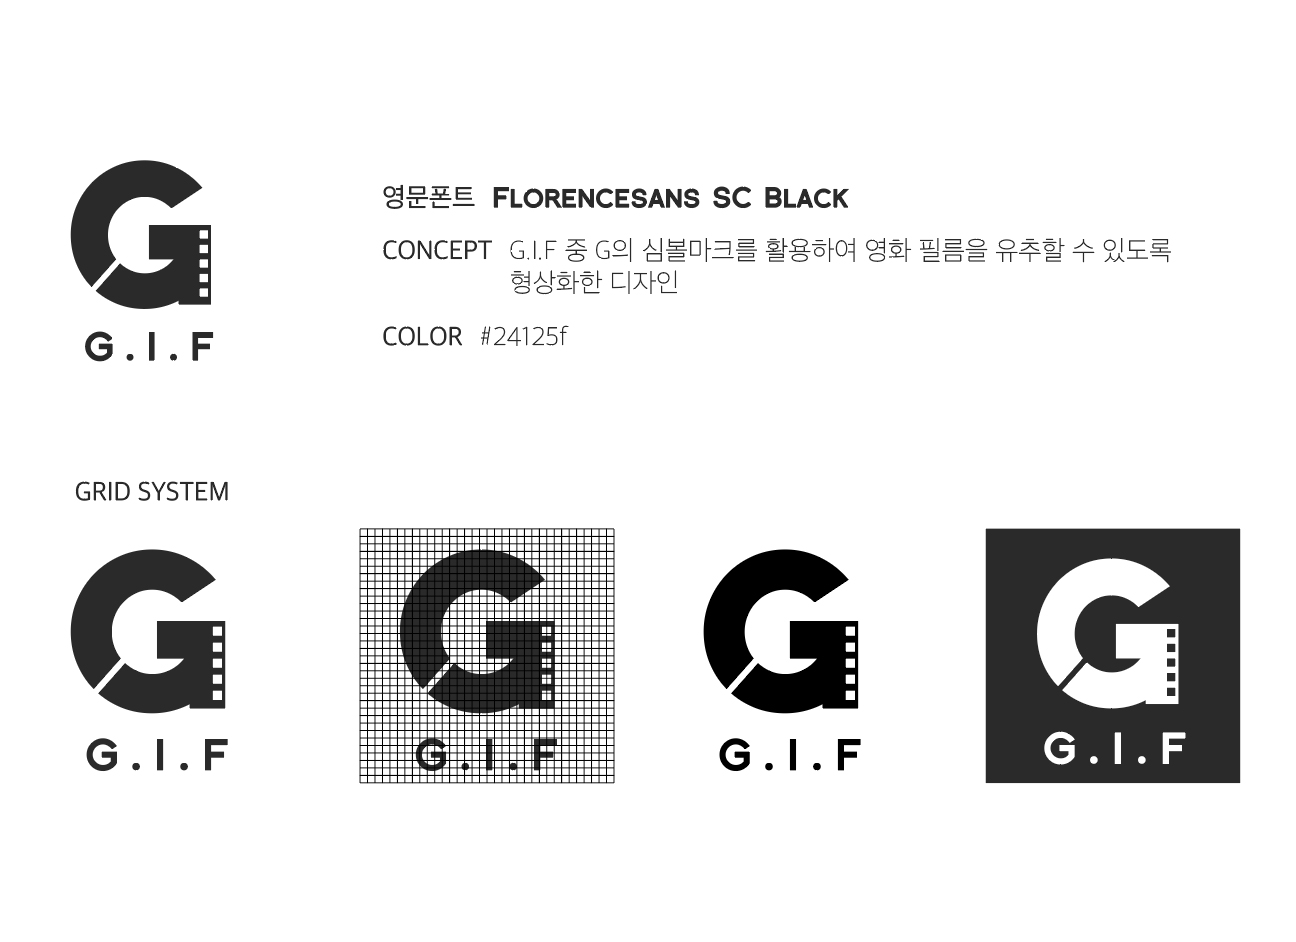 영문폰트 FLORENCESANS SC BLACK
CONCEPT G.I.F 중 G의 심볼마크를 활용하여 영화 필름을 유추할 수 있도록
형상화한 디자인
G.I.F
COLOR #24125f
GRID SYSTEM
G.I.F
G.I.F
G.I.F
G.I.F